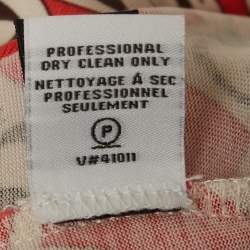 PROFESSIONAL
DRY CLEAN ONLY
NETTOYAGE À SEC
PROFESSIONNEL
SEULEMENT
P
V#41011